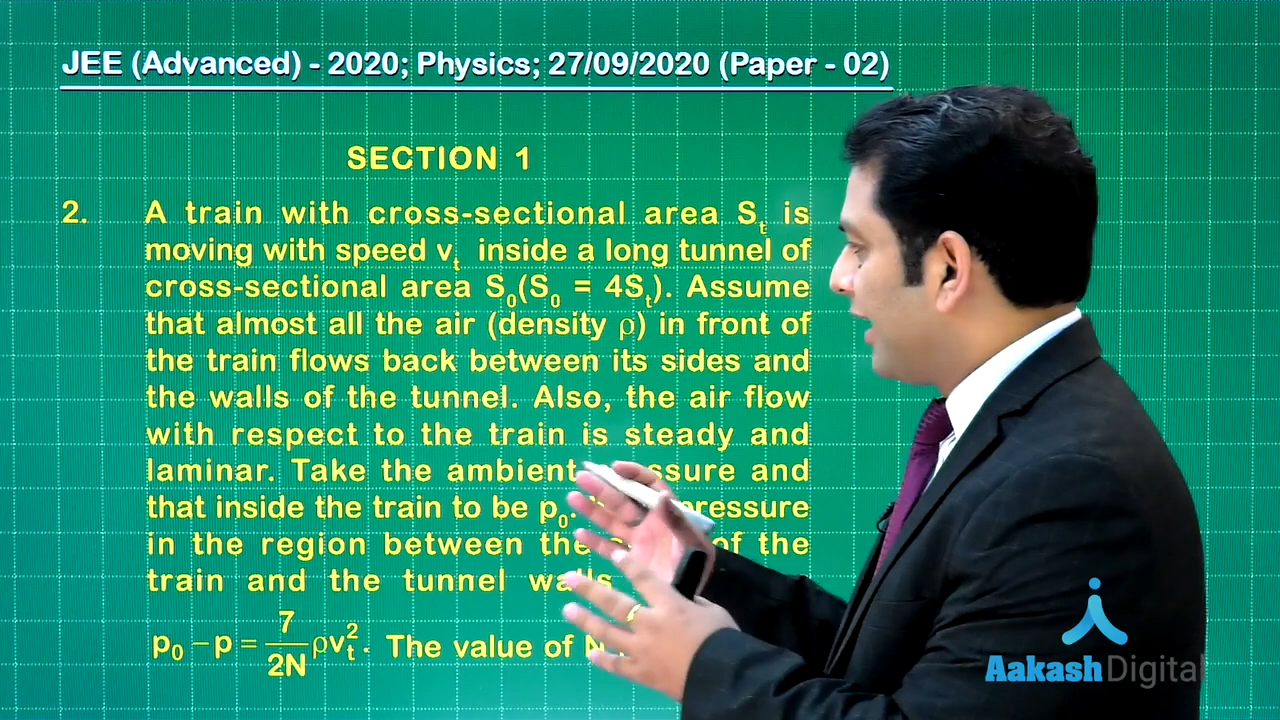 JEE (Advanced) - 2020; Physics; 27/09/2020 (Paper - 02)
SECTION 1
2. A train with cross-sectional area Sₜ is
moving with speed vₜ inside a long tunnel of
cross-sectional area S₀(S₀ = 4Sₜ). Assume
that almost all the air (density ρ) in front of
the train flows back between its sides and
the walls of the tunnel. Also, the air flow
with respect to the train is steady and
laminar. Take the ambient and
that inside the train to be p₀. pressure
in the region between the of the
train and the tunnel walls
p₀ – p = 7/2N ρvₜ². The value of N
Aakash Digital